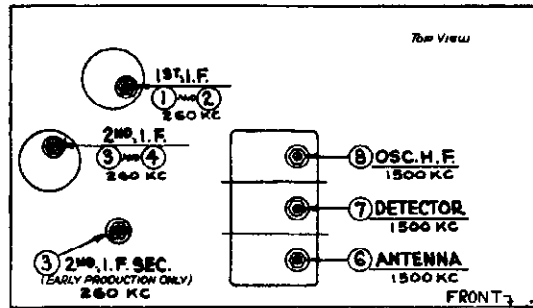 Top View
1ST, I.F.
1 AND 2
260 KC
2ND, I.F.
3 AND 4
260 KC
8 OSC. H.F.
1500 KC
7 DETECTOR
1500 KC
3 2ND, I.F. SEC.
(EARLY PRODUCTION ONLY)
260 KC
6 ANTENNA
1500 KC
FRONT